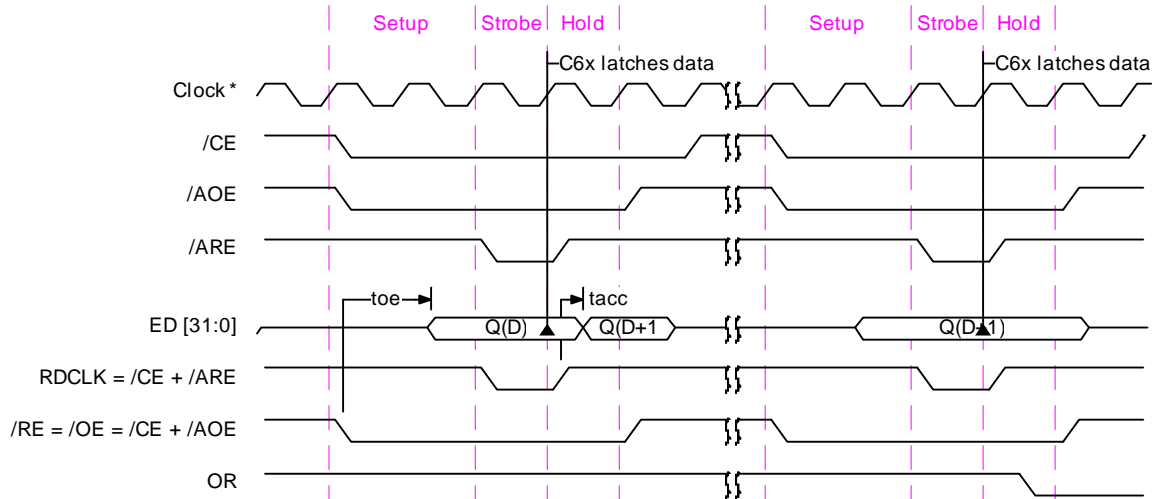 Setup Strobe Hold Setup Strobe Hold
C6x latches data C6x latches data
Clock *
/CE
/AOE
/ARE
toe tacc
ED [31:0] Q(D) Q(D+1 Q(D+1)
RDCLK = /CE + /ARE
/RE = /OE = /CE + /AOE
OR